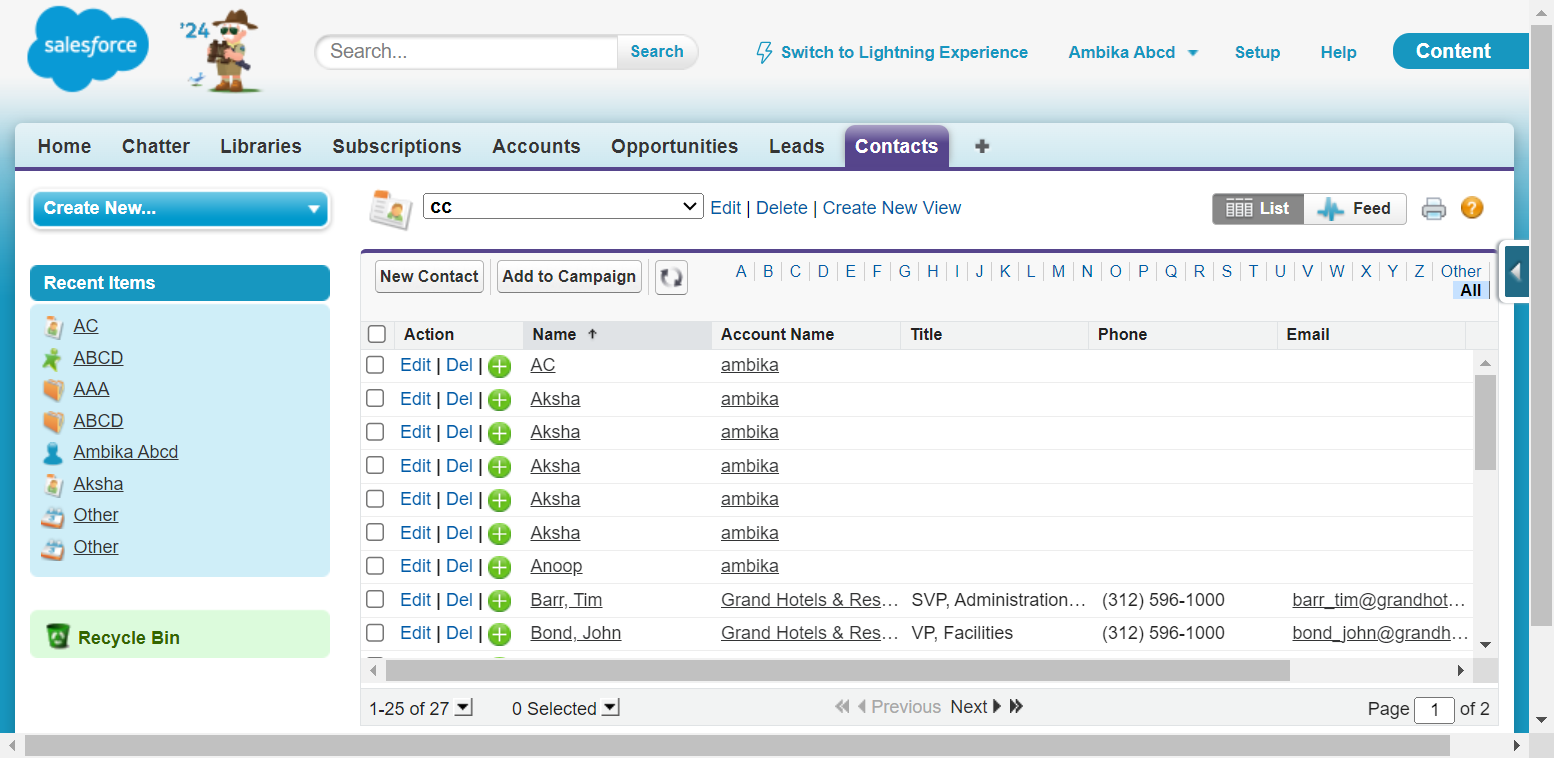 salesforce
'24
Search...
Search
Switch to Lightning Experience
Ambika Abcd
Setup
Help
Content
Home Chatter Libraries Subscriptions Accounts Opportunities Leads Contacts
Create New...
cc
Edit | Delete | Create New View
List
Feed
?
Recent Items
AC
ABCD
AAA
ABCD
Ambika Abcd
Aksha
Other
Other
Recycle Bin
New Contact
Add to Campaign
A B C D E F G H I J K L M N O P Q R S T U V W X Y Z Other
All
Action Name Account Name Title Phone Email
Edit | Del | AC ambika
Edit | Del | Aksha ambika
Edit | Del | Aksha ambika
Edit | Del | Aksha ambika
Edit | Del | Aksha ambika
Edit | Del | Aksha ambika
Edit | Del | Anoop ambika
Edit | Del | Barr, Tim Grand Hotels & Res... SVP, Administration... (312) 596-1000 barr_tim@grandhot...
Edit | Del | Bond, John Grand Hotels & Res... VP, Facilities (312) 596-1000 bond_john@grandh...
1-25 of 27
0 Selected
Previous Next
Page 1 of 2